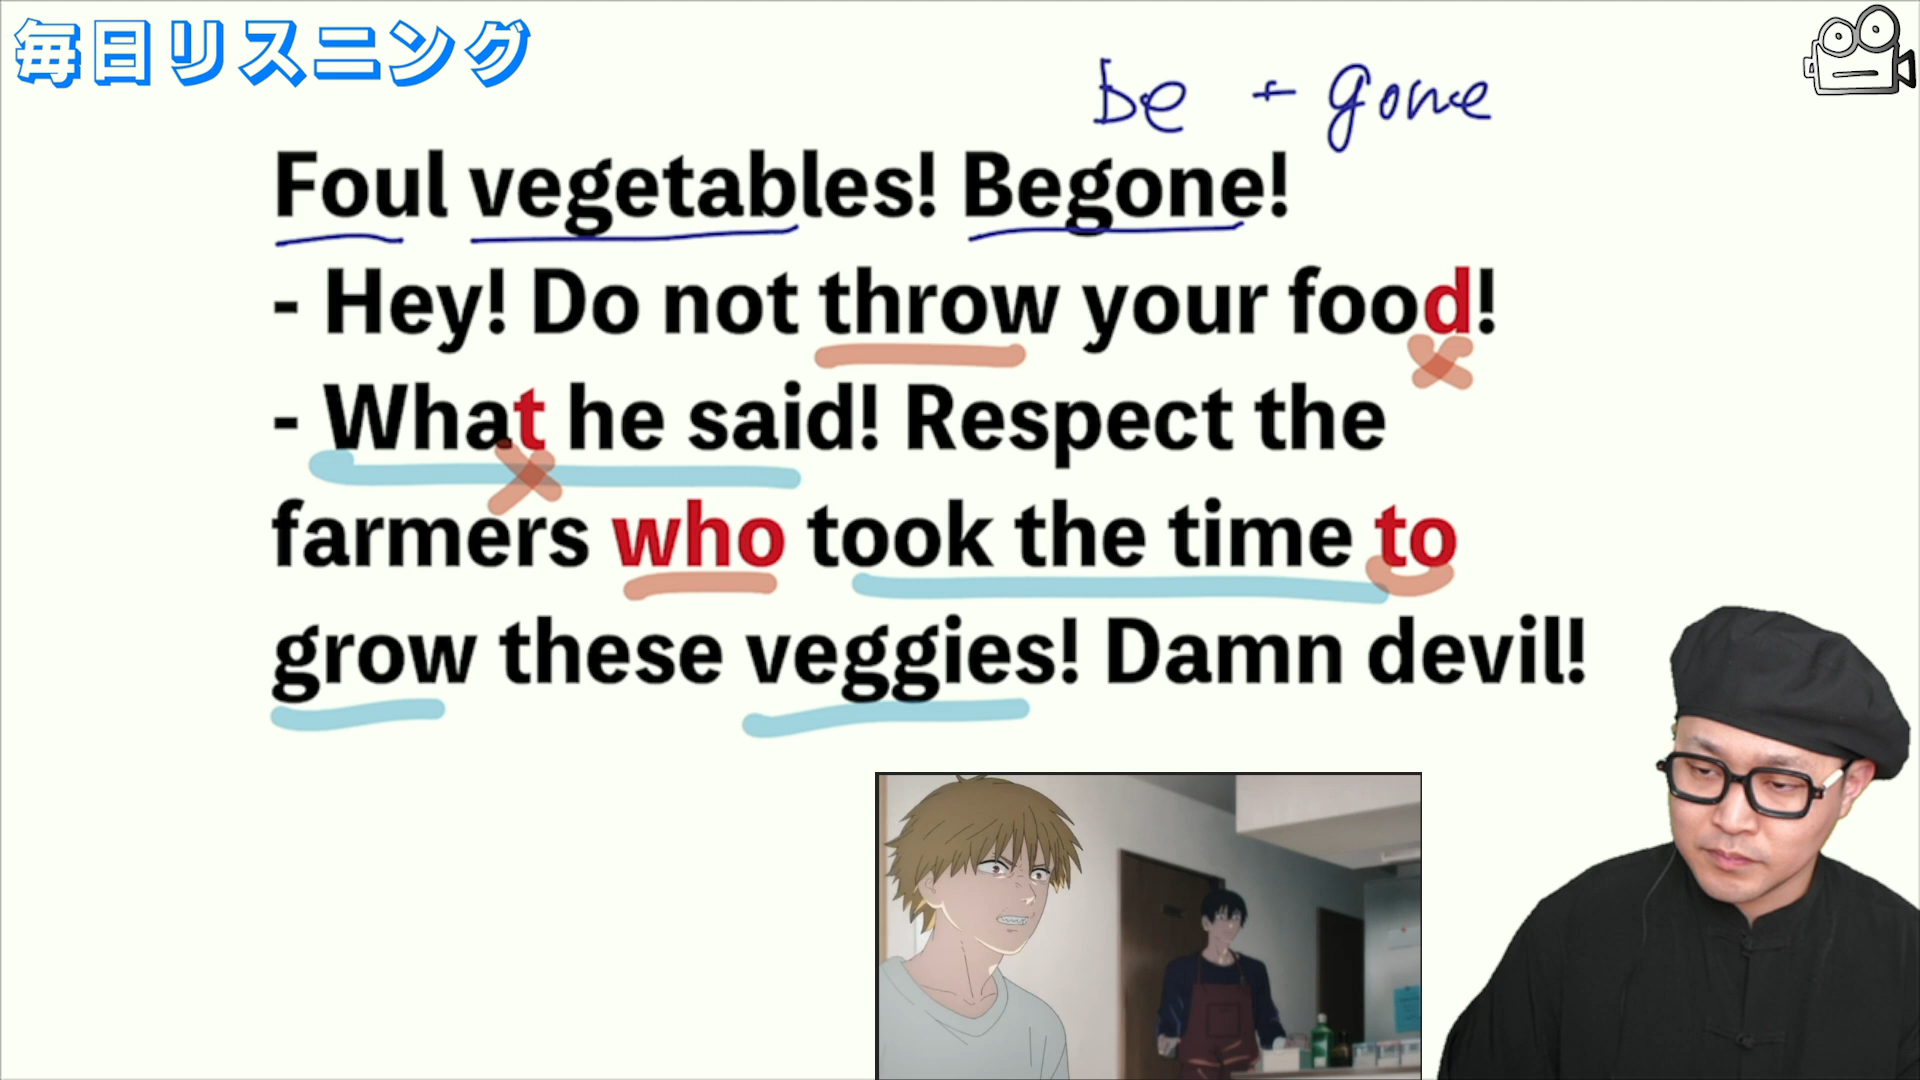 毎日リスニング
be + gone
Foul vegetables! Begone!
- Hey! Do not throw your food!
- What he said! Respect the
farmers who took the time to
grow these veggies! Damn devil!